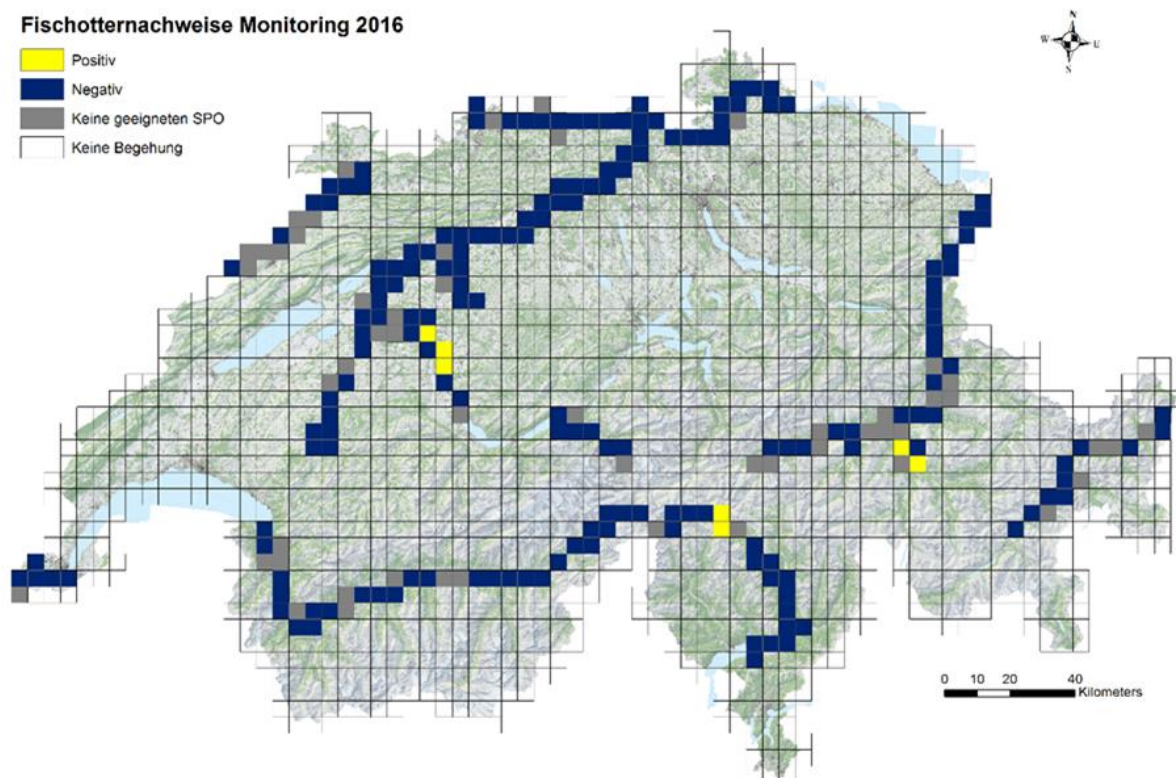 Fischotternachweise Monitoring 2016
Positiv
Negativ
Keine geeigneten SPO
Keine Begehung
N
W U
N
0 10 20 40
Kilometers